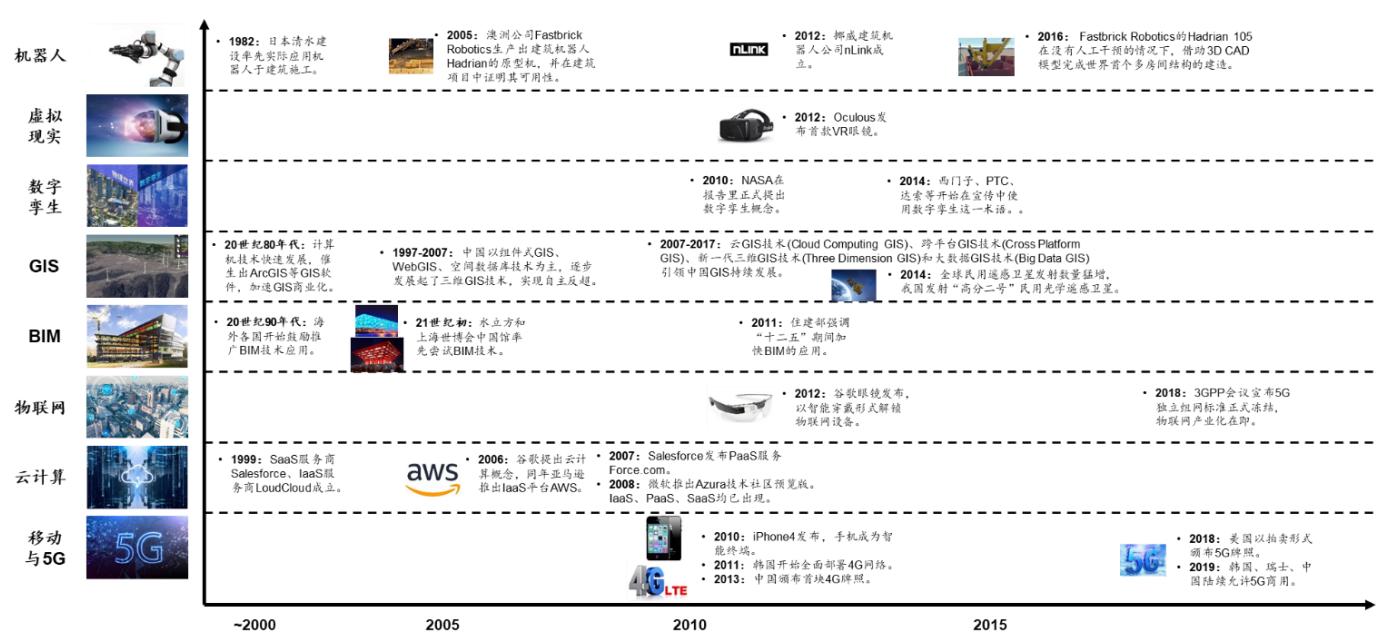 机器人
• 1982：日本清水建
设率先实际应用机
器人于建筑施工。
• 2005：澳洲公司Fastbrick
Robotics生产出建筑机器人
Hadrian的原型机，并在建筑
项目中证明其可用性。
nLink
• 2012：挪威建筑机
器人公司nLink成
立。
• 2016： Fastbrick Robotics的Hadrian 105
在没有人工干预的情况下，借助3D CAD
模型完成世界首个多房间结构的建造。
虚拟
现实
• 2012：Oculous发
布首款VR眼镜。
数字
孪生
• 2010：NASA在
报告里正式提出
数字孪生概念。
• 2014：西门子、PTC、
达索等开始在宣传中使
用数字孪生这一术语。。
GIS
• 20世纪80年代：计算
机技术快速发展，催
生出ArcGIS等GIS软
件，加速GIS商业化。
• 1997-2007：中国以组件式GIS、
WebGIS、空间数据库技术为主，逐步
发展起了三维GIS技术，实现自主反超。
• 2007-2017：云GIS技术(Cloud Computing GIS)、跨平台GIS技术(Cross Platform
GIS)、新一代三维GIS技术(Three Dimension GIS)和大数据GIS技术(Big Data GIS)
引领中国GIS持续发展。
• 2014：全球民用遥感卫星发射数量猛增，
我国发射“高分二号”民用光学遥感卫星。
BIM
• 20世纪90年代：海
外各国开始鼓励推
广BIM技术应用。
• 21世纪初：水立方和
上海世博会中国馆率
先尝试BIM技术。
• 2011：住建部强调
“十二五”期间加
快BIM的应用。
物联网
• 2012：谷歌眼镜发布，
以智能穿戴形式解锁
物联网设备。
• 2018：3GPP会议宣布5G
独立组网标准正式冻结，
物联网产业化在即。
云计算
• 1999：SaaS服务商
Salesforce、IaaS服
务商LoudCloud成立。
aws
• 2006：谷歌提出云计
算概念，同年亚马逊
推出IaaS平台AWS。
• 2007：Salesforce发布PaaS服务
Force.com。
• 2008：微软推出Azura技术社区预览版。
IaaS、PaaS、SaaS均已出现。
移动
与5G
5G
4G LTE
• 2010：iPhone4发布，手机成为智
能终端。
• 2011：韩国开始全面部署4G网络。
• 2013：中国颁布首块4G牌照。
5G
• 2018：美国以拍卖形式
颁布5G牌照。
• 2019：韩国、瑞士、中
国陆续允许5G商用。
~2000
2005
2010
2015